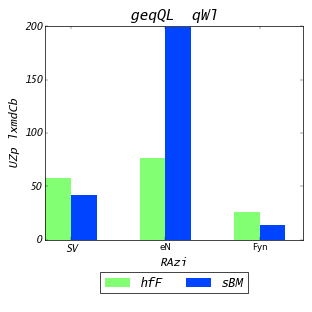 geqQL qWl
UZp lxmdCb
200
150
100
50
0
SV eN Fyn
RAzi
hfF sBM